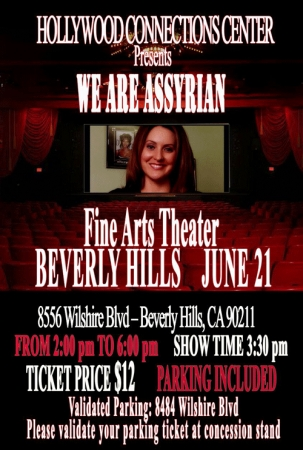 HOLLYWOOD CONNECTIONS CENTER
Presents
WE ARE ASSYRIAN
Fine Arts Theater
BEVERLY HILLS JUNE 21
8556 Wilshire Blvd – Beverly Hills, CA 90211
FROM 2:00 pm TO 6:00 pm SHOW TIME 3:30 pm
TICKET PRICE $12 PARKING INCLUDED
Validated Parking: 8484 Wilshire Blvd
Please validate your parking ticket at concession stand